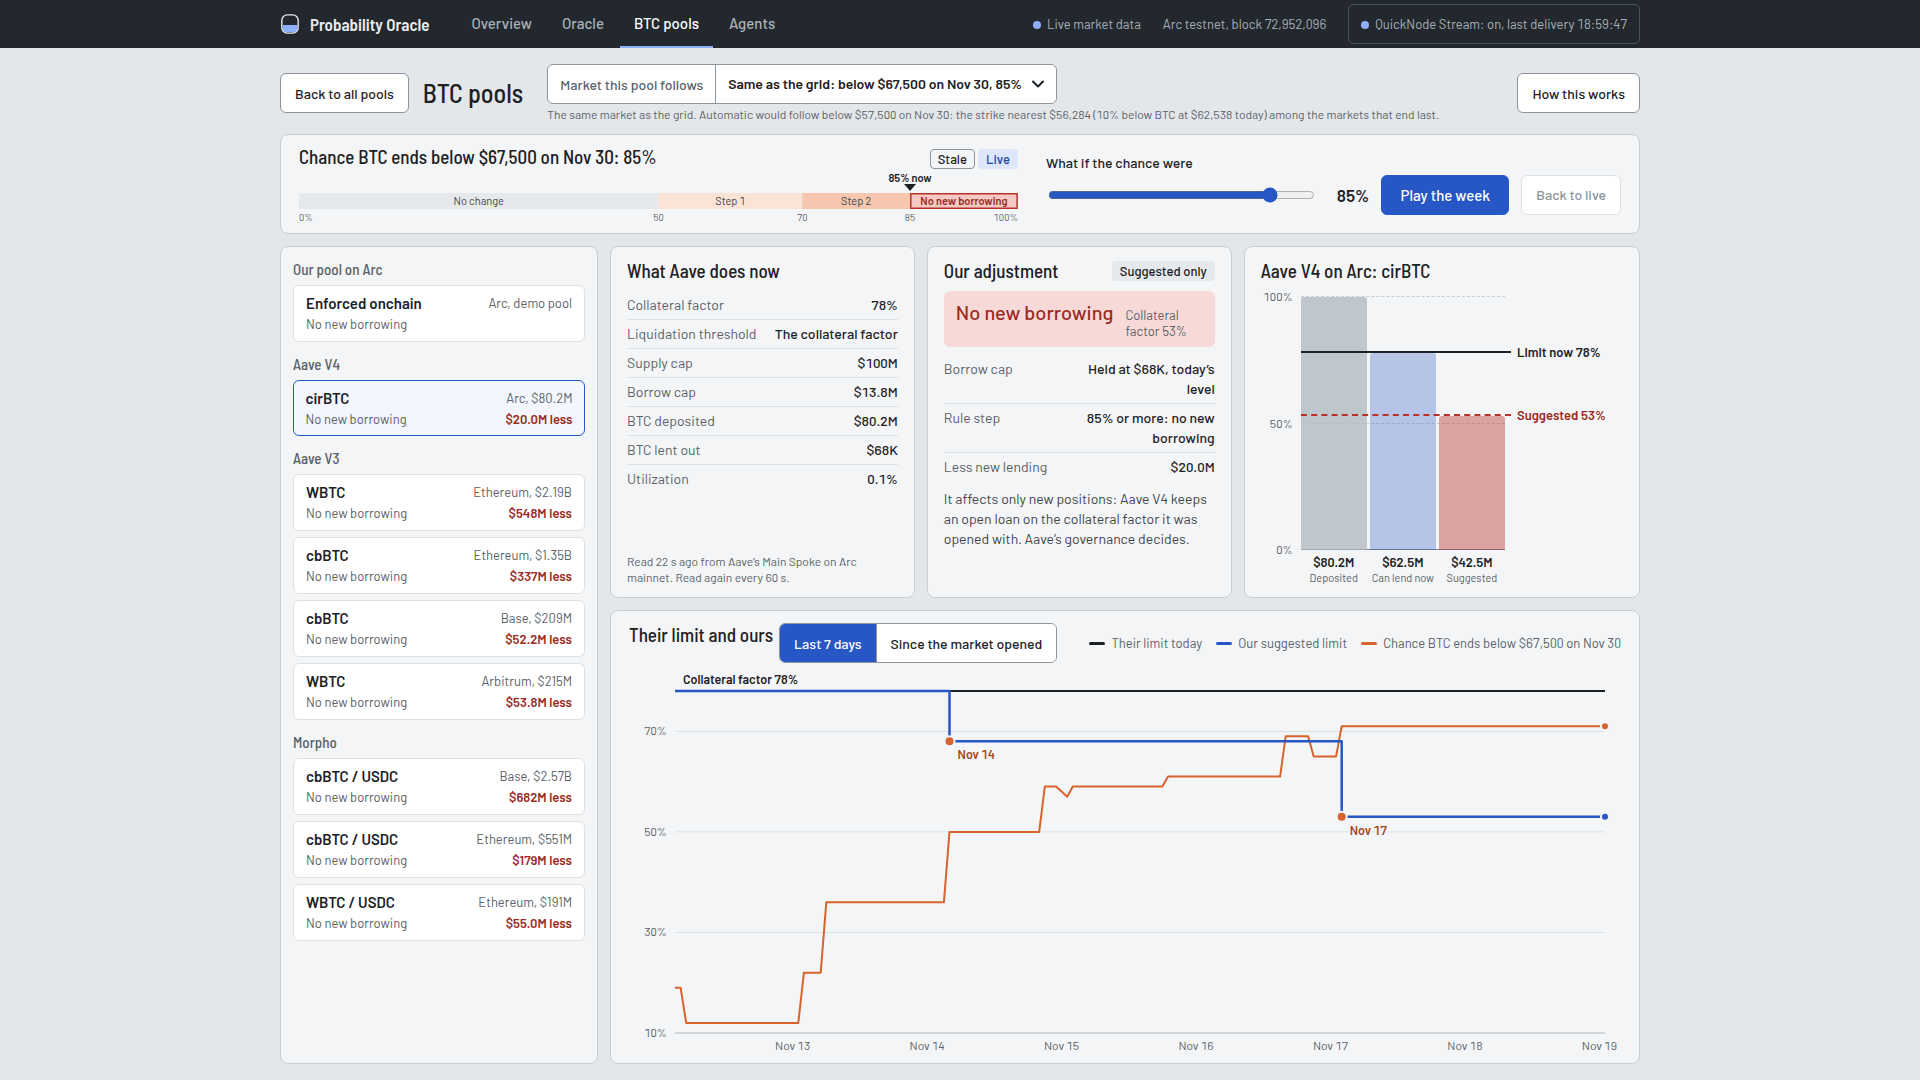 Probability Oracle
Overview
Oracle
BTC pools
Agents
Live market data
Arc testnet, block 72,952,096
QuickNode Stream: on, last delivery 18:59:47
Back to all pools
BTC pools
Market this pool follows
Same as the grid: below $67,500 on Nov 30, 85%
How this works
The same market as the grid. Automatic would follow below $57,500 on Nov 30: the strike nearest $56,284 (10% below BTC at $62,538 today) among the markets that end last.
Chance BTC ends below $67,500 on Nov 30: 85%
Stale
Live
85% now
No change
Step 1
Step 2
No new borrowing
0%
50
70
85
100%
What if the chance were
85%
Play the week
Back to live
Our pool on Arc
Enforced onchain
Arc, demo pool
No new borrowing
Aave V4
cirBTC
Arc, $80.2M
No new borrowing
$20.0M less
Aave V3
WBTC
Ethereum, $2.19B
No new borrowing
$548M less
cbBTC
Ethereum, $1.35B
No new borrowing
$337M less
cbBTC
Base, $209M
No new borrowing
$52.2M less
WBTC
Arbitrum, $215M
No new borrowing
$53.8M less
Morpho
cbBTC / USDC
Base, $2.57B
No new borrowing
$682M less
cbBTC / USDC
Ethereum, $551M
No new borrowing
$179M less
WBTC / USDC
Ethereum, $191M
No new borrowing
$55.0M less
What Aave does now
Collateral factor
78%
Liquidation threshold
The collateral factor
Supply cap
$100M
Borrow cap
$13.8M
BTC deposited
$80.2M
BTC lent out
$68K
Utilization
0.1%
Read 22 s ago from Aave's Main Spoke on Arc
mainnet. Read again every 60 s.
Our adjustment
Suggested only
No new borrowing
Collateral
factor 53%
Borrow cap
Held at $68K, today's
level
Rule step
85% or more: no new
borrowing
Less new lending
$20.0M
It affects only new positions: Aave V4 keeps
an open loan on the collateral factor it was
opened with. Aave's governance decides.
Aave V4 on Arc: cirBTC
100%
50%
0%
Limit now 78%
Suggested 53%
$80.2M
Deposited
$62.5M
Can lend now
$42.5M
Suggested
Their limit and ours
Last 7 days
Since the market opened
Their limit today
Our suggested limit
Chance BTC ends below $67,500 on Nov 30
Collateral factor 78%
70%
50%
30%
10%
Nov 14
Nov 17
Nov 13
Nov 14
Nov 15
Nov 16
Nov 17
Nov 18
Nov 19